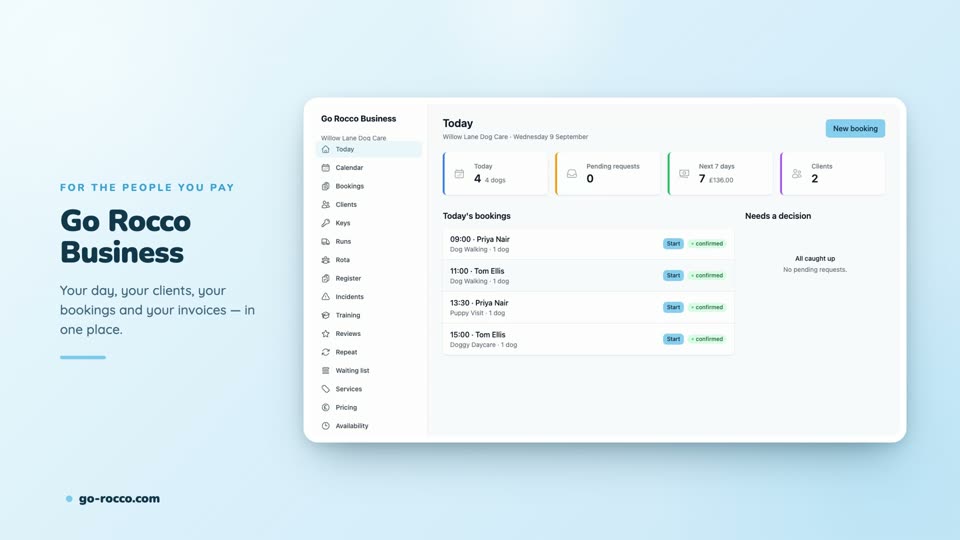 FOR THE PEOPLE YOU PAY
Go Rocco
Business
Your day, your clients, your
bookings and your invoices — in
one place.
go-rocco.com
Go Rocco Business
Willow Lane Dog Care
Today
Calendar
Bookings
Clients
Keys
Runs
Rota
Register
Incidents
Training
Reviews
Repeat
Waiting list
Services
Pricing
Availability
Today
Willow Lane Dog Care · Wednesday 9 September
New booking
Today
4 4 dogs
Pending requests
0
Next 7 days
7 £136.00
Clients
2
Today's bookings
09:00 · Priya Nair
Dog Walking · 1 dog
Start confirmed
11:00 · Tom Ellis
Dog Walking · 1 dog
Start confirmed
13:30 · Priya Nair
Puppy Visit · 1 dog
Start confirmed
15:00 · Tom Ellis
Doggy Daycare · 1 dog
Start confirmed
Needs a decision
All caught up
No pending requests.